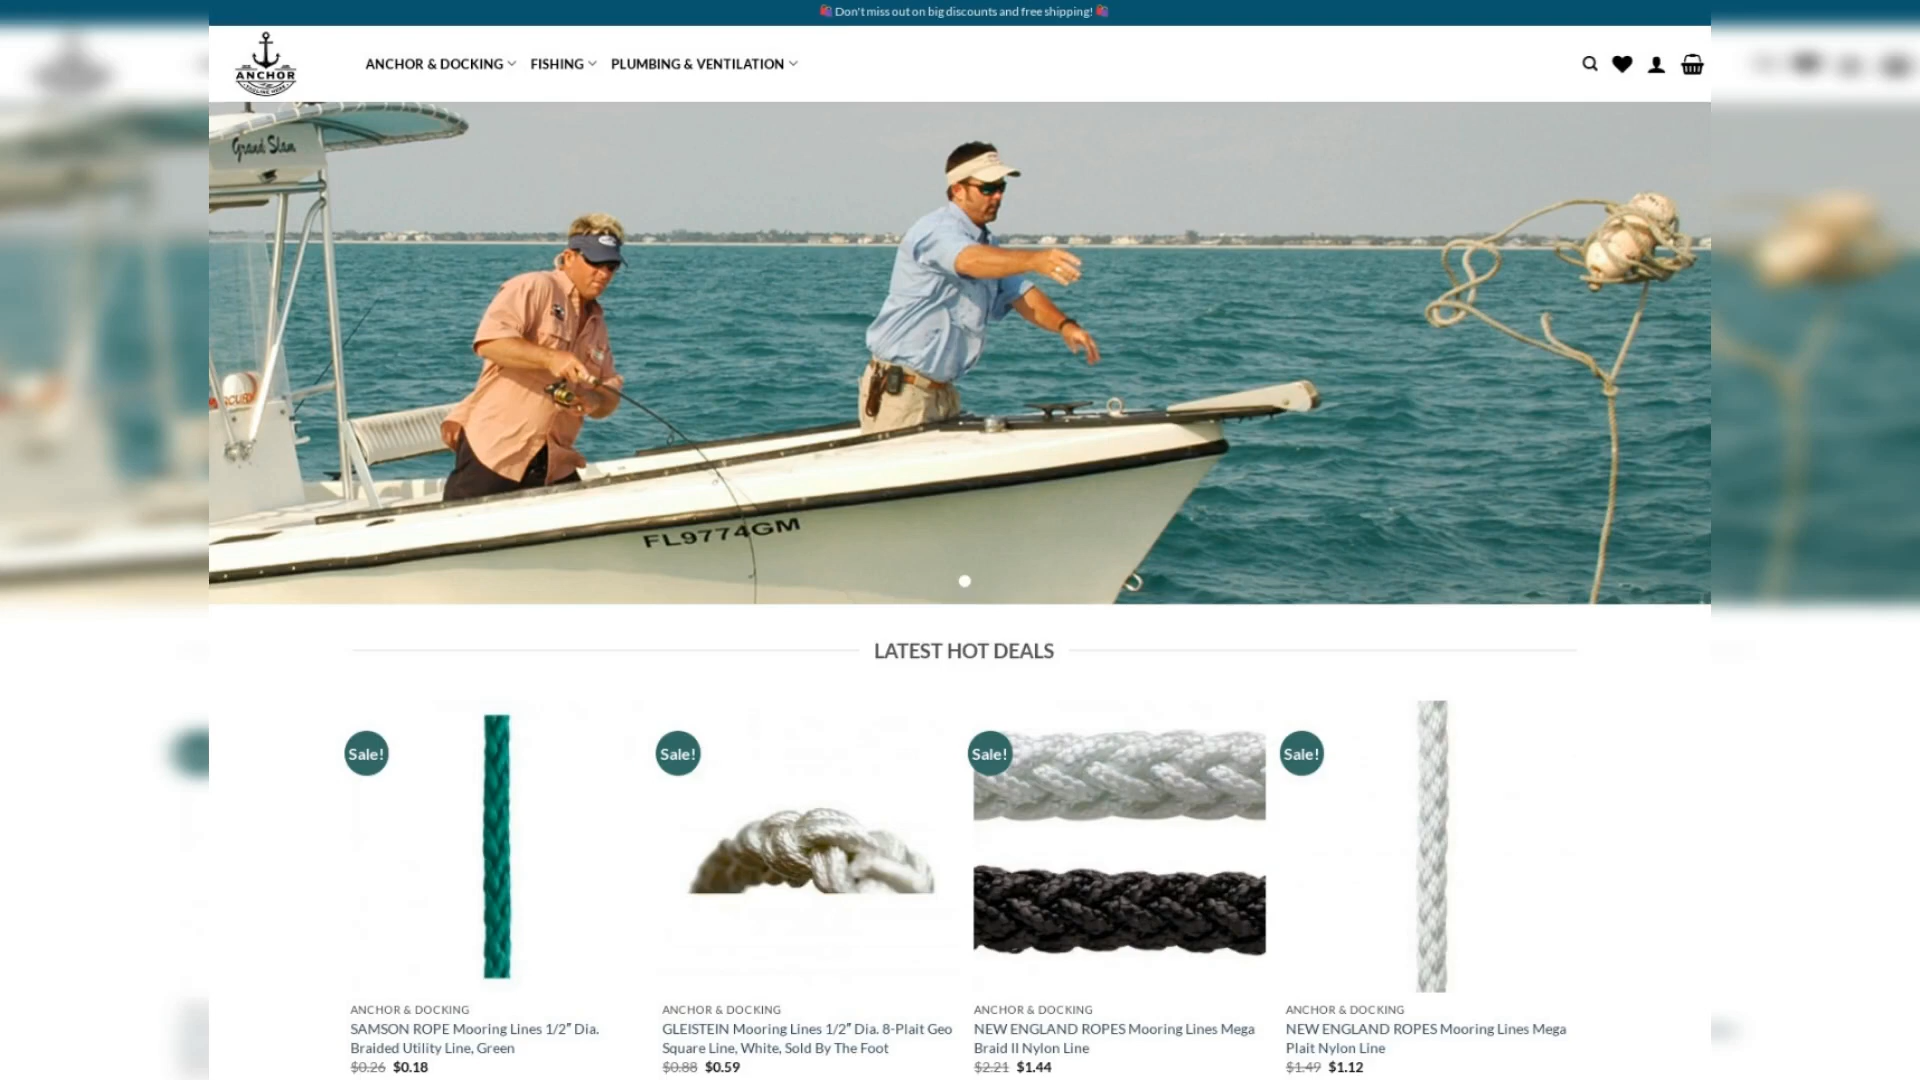 Don't miss out on big discounts and free shipping!
ANCHOR
ANCHOR & DOCKING
FISHING
PLUMBING & VENTILATION
Grand Slam
FL9774GM
LATEST HOT DEALS
Sale!
Sale!
Sale!
Sale!
ANCHOR & DOCKING
SAMSON ROPE Mooring Lines 1/2″ Dia.
Braided Utility Line, Green
$0.26 $0.18
ANCHOR & DOCKING
GLEISTEIN Mooring Lines 1/2″ Dia. 8-Plait Geo
Square Line, White, Sold By The Foot
$0.88 $0.59
ANCHOR & DOCKING
NEW ENGLAND ROPES Mooring Lines Mega
Braid II Nylon Line
$2.21 $1.44
ANCHOR & DOCKING
NEW ENGLAND ROPES Mooring Lines Mega
Plait Nylon Line
$1.49 $1.12